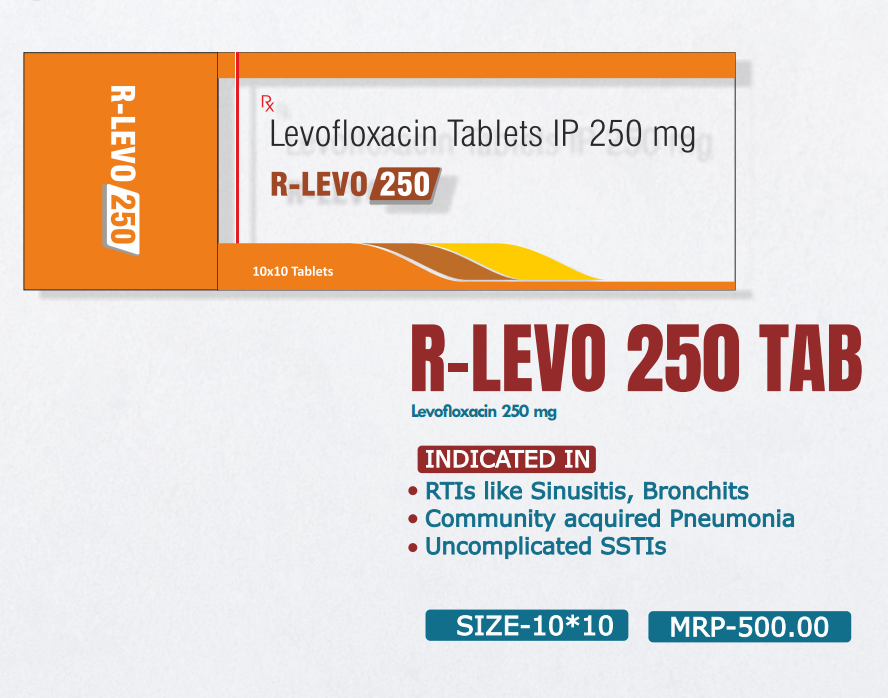 R-LEVO 250
Rx
Levofloxacin Tablets IP 250 mg
R-LEVO 250
10x10 Tablets
R-LEVO 250 TAB
Levofloxacin 250 mg
INDICATED IN
• RTIs like Sinusitis, Bronchits
• Community acquired Pneumonia
• Uncomplicated SSTIs
SIZE-10*10
MRP-500.00